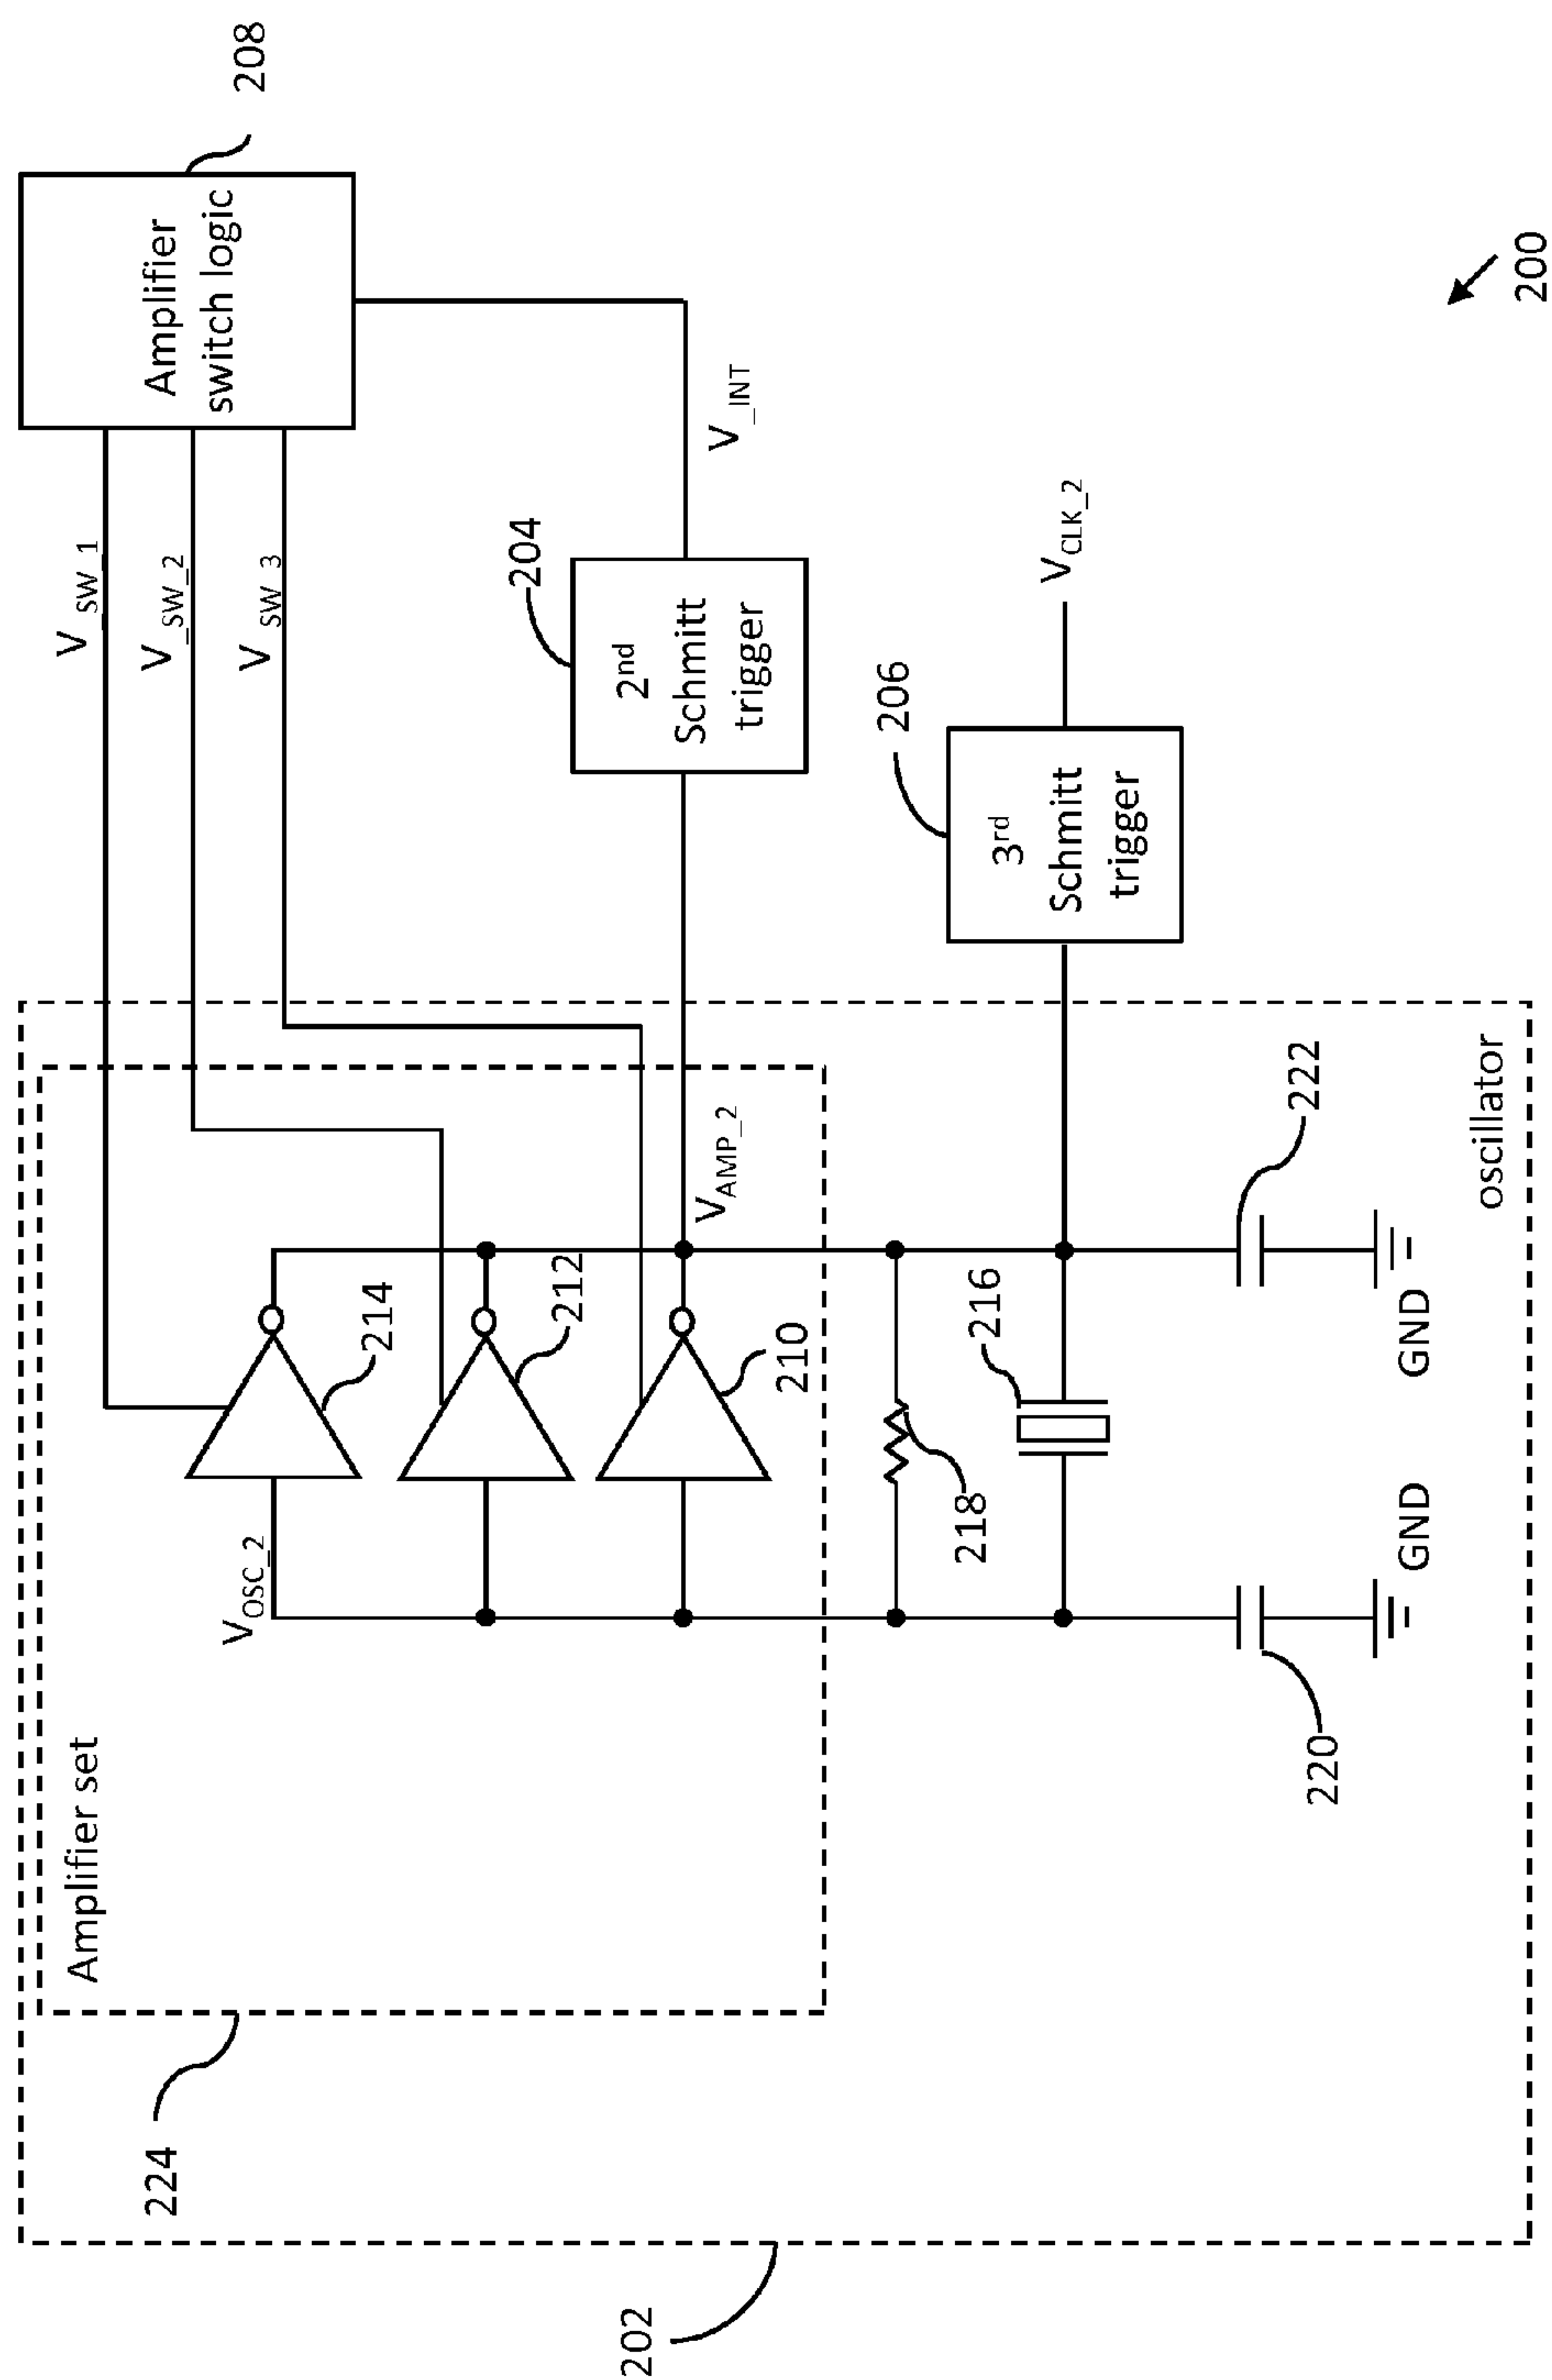 202
224
Amplifier set
V_OSC_2
214
212
210
V_AMP_2
218
216
220
GND
222
GND
oscillator
V_SW_1
V_SW_2
V_SW_3
Amplifier
switch logic
208
204
2nd
Schmitt
trigger
V_INT
206
3rd
Schmitt
trigger
V_CLK_2
200